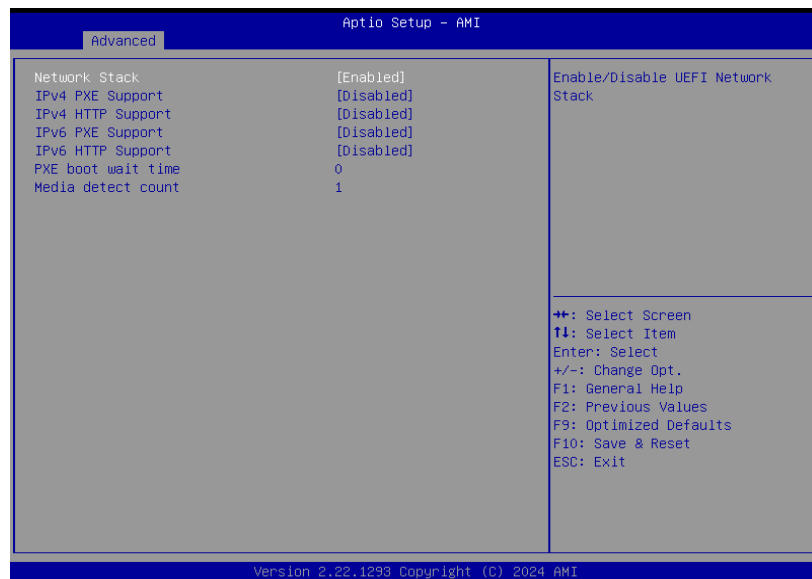 Aptio Setup - AMI
Advanced
Network Stack [Enabled]
IPv4 PXE Support [Disabled]
IPv4 HTTP Support [Disabled]
IPv6 PXE Support [Disabled]
IPv6 HTTP Support [Disabled]
PXE boot wait time 0
Media detect count 1
Enable/Disable UEFI Network
Stack
→←: Select Screen
↑↓: Select Item
Enter: Select
+/-: Change Opt.
F1: General Help
F2: Previous Values
F9: Optimized Defaults
F10: Save & Reset
ESC: Exit
Version 2.22.1293 Copyright (C) 2024 AMI